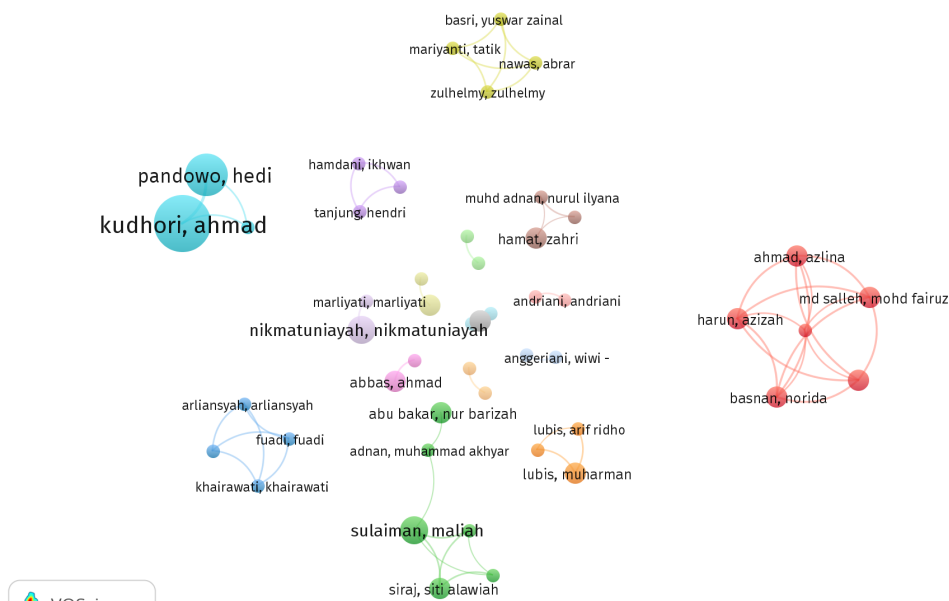 basri, yuswar zainal
mariyanti, tatik
nawas, abrar
zulhelmy, zulhelmy
hamdani, ikhwan
pandowo, hedi
muhd adnan, nurul ilyana
tanjung, hendri
kudhori, ahmad
hamat, zahri
ahmad, azlina
md salleh, mohd fairuz
marliyati, marliyati
andriani, andriani
harun, azizah
nikmatuniayah, nikmatuniayah
anggeriani, wiwi -
abbas, ahmad
basnan, norida
arliansyah, arliansyah
abu bakar, nur barizah
lubis, arif ridho
fuadi, fuadi
adnan, muhammad akhyar
lubis, muharman
khairawati, khairawati
sulaiman, maliah
siraj, siti alawiah